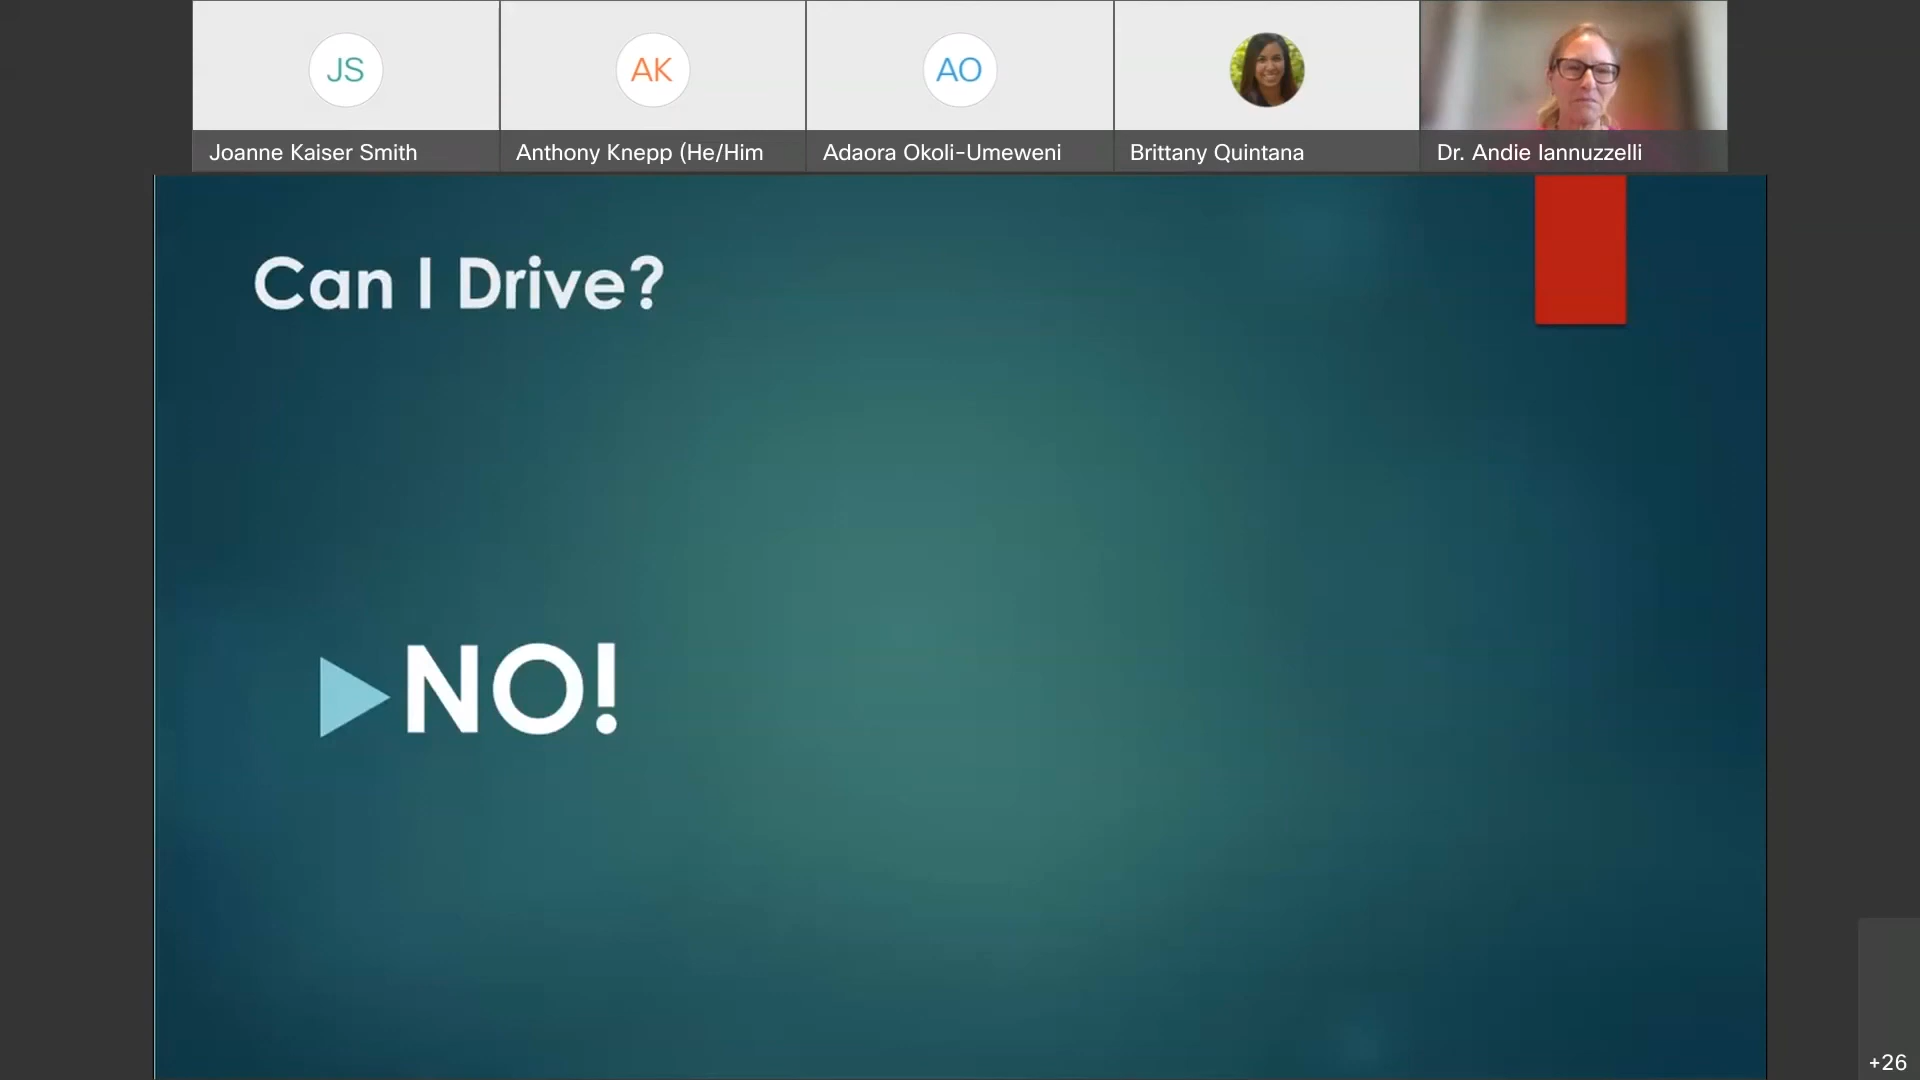 JS
AK
AO
Joanne Kaiser Smith
Anthony Knepp (He/Him
Adaora Okoli-Umeweni
Brittany Quintana
Dr. Andie Iannuzzelli
Can I Drive?
NO!
+26